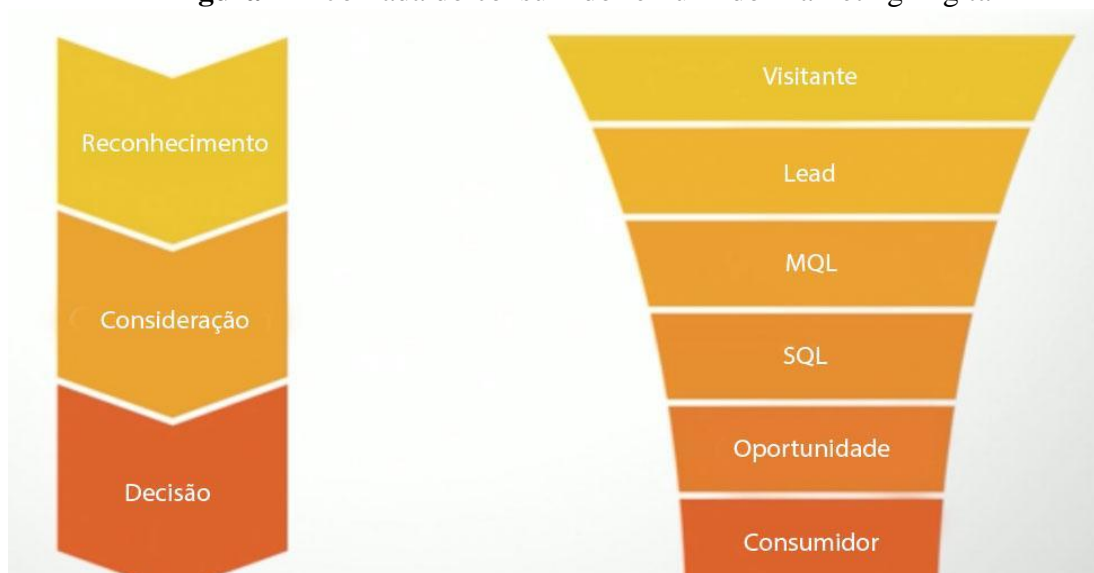 Reconhecimento
Consideração
Decisão
Visitante
Lead
MQL
SQL
Oportunidade
Consumidor